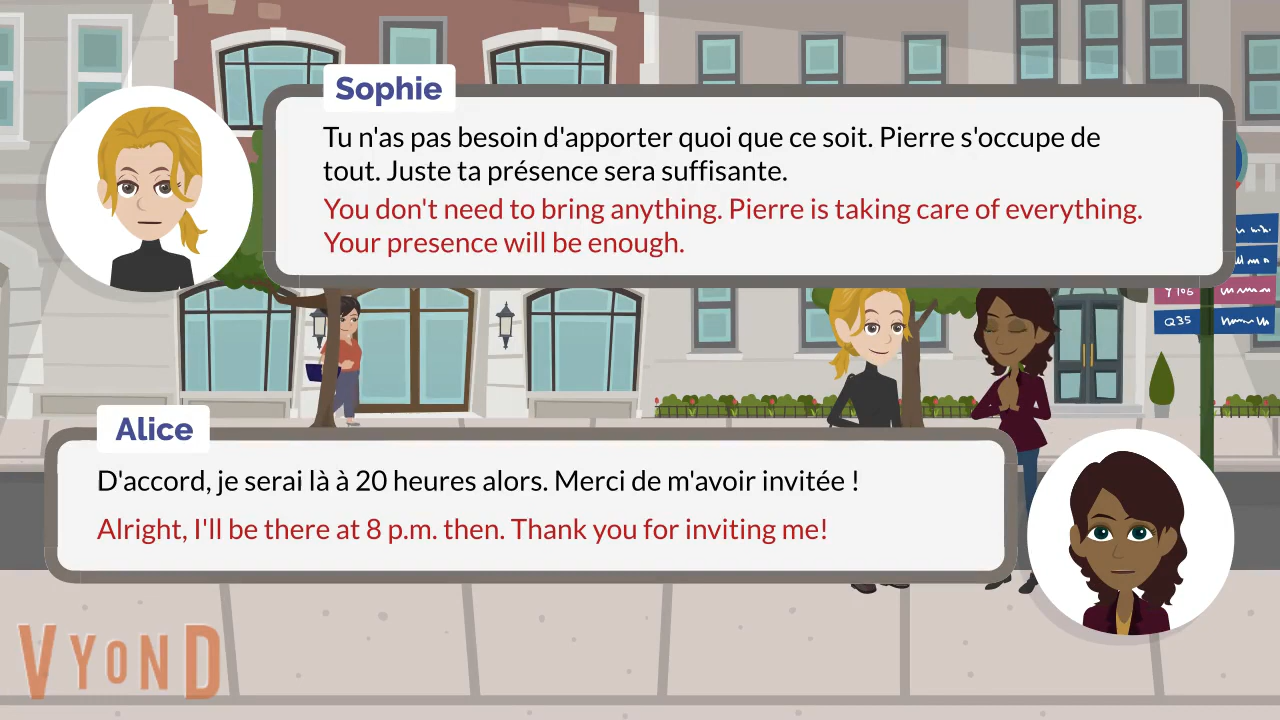 Sophie
Tu n'as pas besoin d'apporter quoi que ce soit. Pierre s'occupe de
tout. Juste ta présence sera suffisante.
You don't need to bring anything. Pierre is taking care of everything.
Your presence will be enough.
Y106
Q35
Alice
D'accord, je serai là à 20 heures alors. Merci de m'avoir invitée !
Alright, I'll be there at 8 p.m. then. Thank you for inviting me!
VYOND